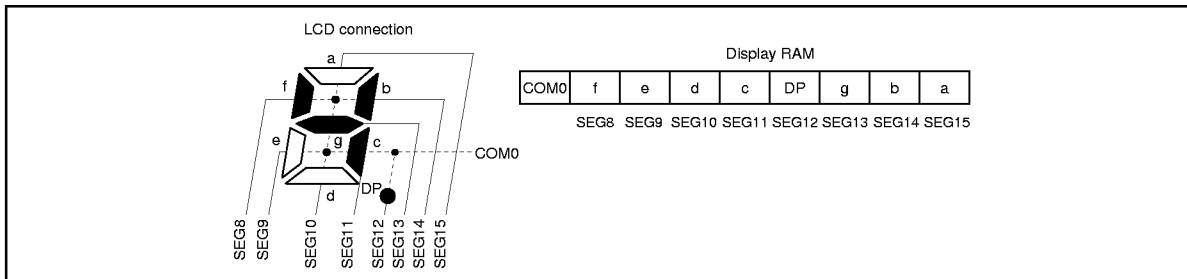 LCD connection
a
f
b
e
g
c
d
DP
COM0
SEG8
SEG9
SEG10
SEG11
SEG12
SEG13
SEG14
SEG15
Display RAM
COM0 f e d c DP g b a
SEG8 SEG9 SEG10 SEG11 SEG12 SEG13 SEG14 SEG15